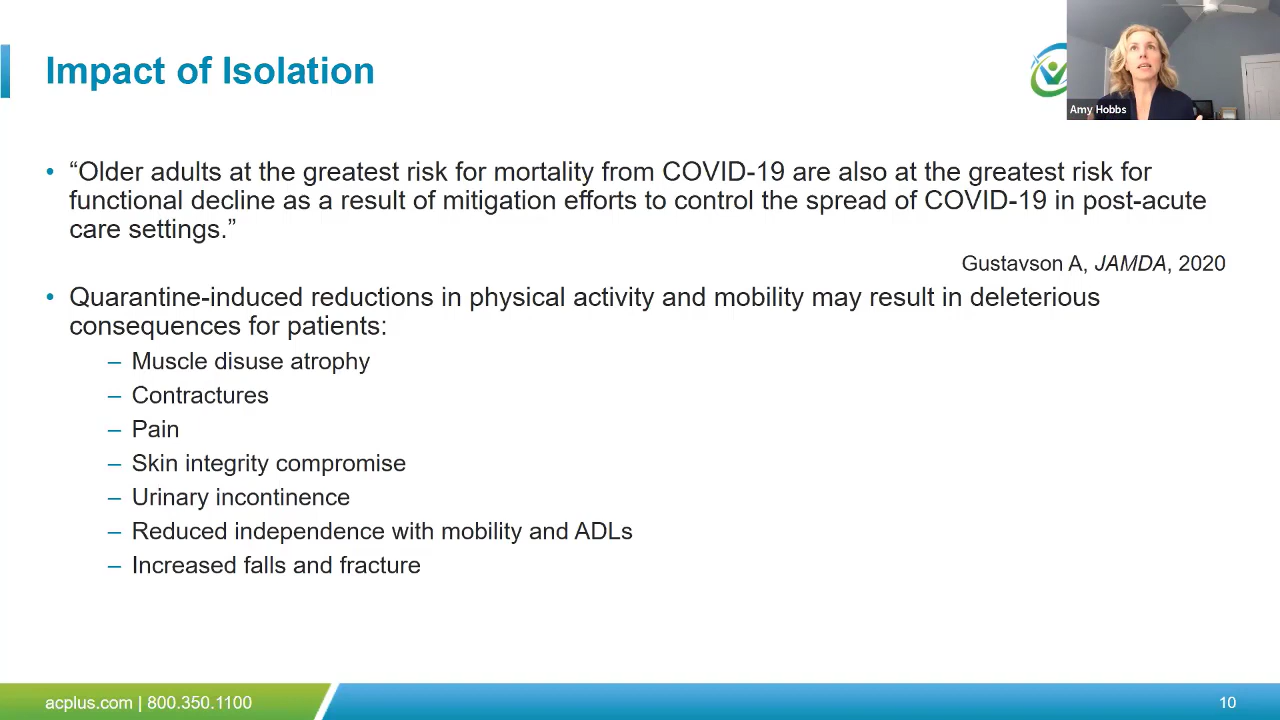 Impact of Isolation
Amy Hobbs
• “Older adults at the greatest risk for mortality from COVID-19 are also at the greatest risk for
functional decline as a result of mitigation efforts to control the spread of COVID-19 in post-acute
care settings.”
Gustavson A, JAMDA, 2020
• Quarantine-induced reductions in physical activity and mobility may result in deleterious
consequences for patients:
– Muscle disuse atrophy
– Contractures
– Pain
– Skin integrity compromise
– Urinary incontinence
– Reduced independence with mobility and ADLs
– Increased falls and fracture
acplus.com | 800.350.1100
10